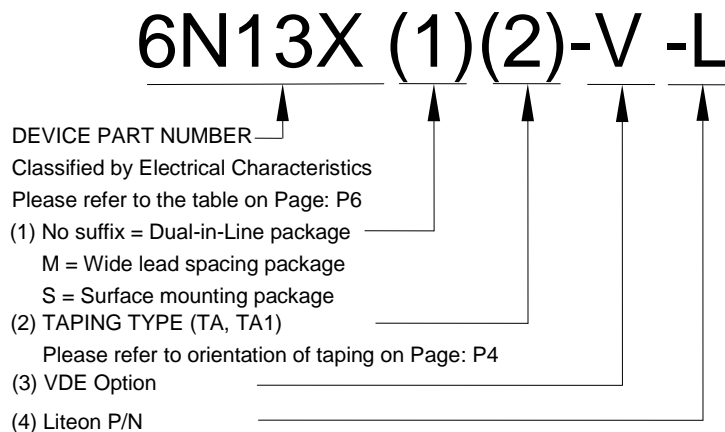 6N13X (1)(2)-V -L
DEVICE PART NUMBER
Classified by Electrical Characteristics
Please refer to the table on Page: P6
(1) No suffix = Dual-in-Line package
M = Wide lead spacing package
S = Surface mounting package
(2) TAPING TYPE (TA, TA1)
Please refer to orientation of taping on Page: P4
(3) VDE Option
(4) Liteon P/N